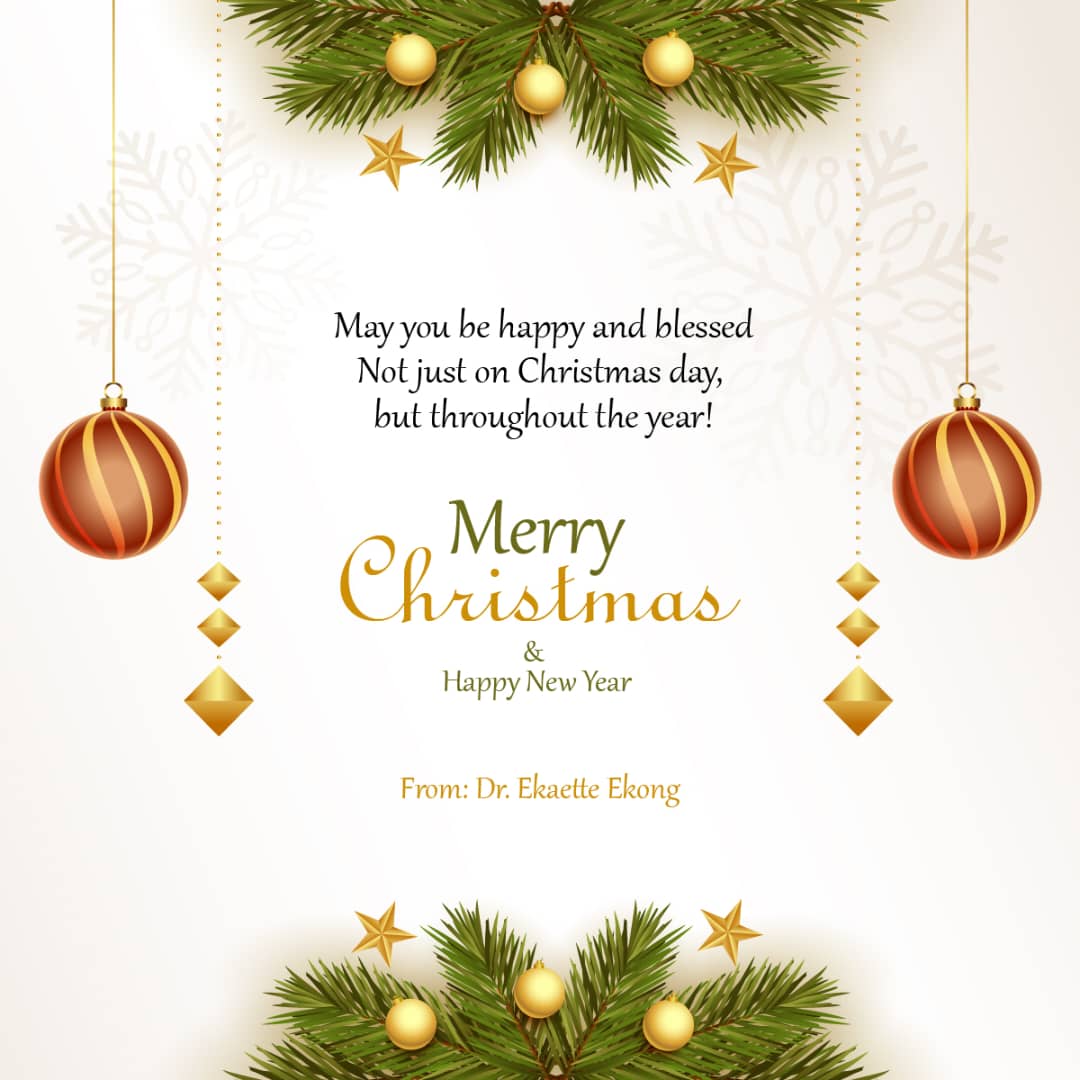 May you be happy and blessed
Not just on Christmas day,
but throughout the year!
Merry
Christmas
&
Happy New Year
From: Dr. Ekaette Ekong